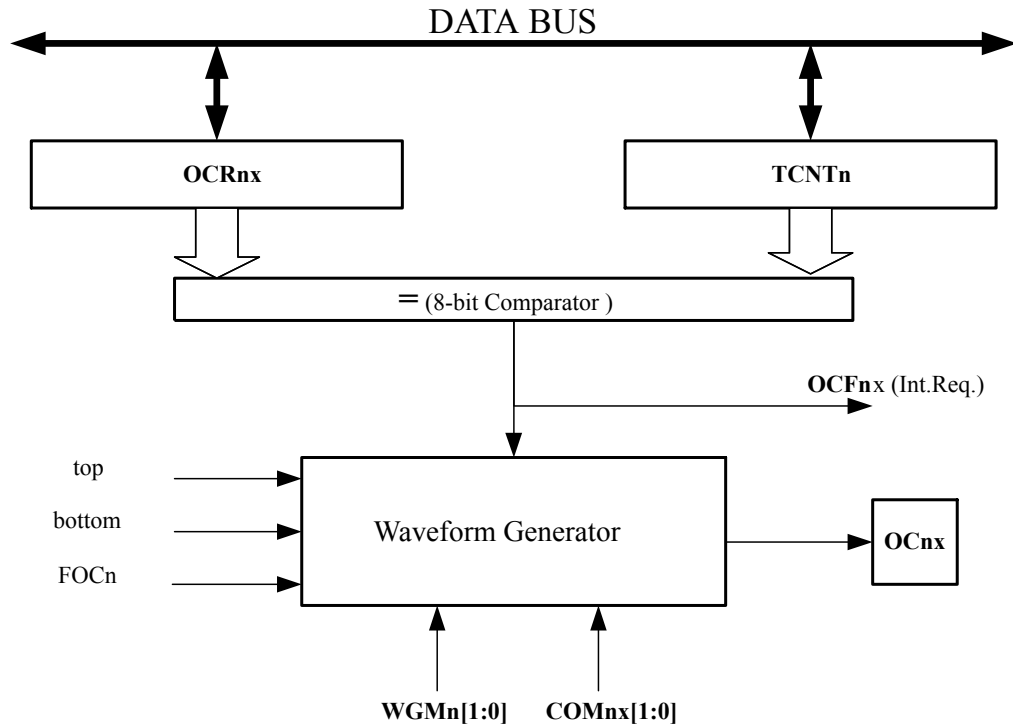 DATA BUS
OCRnx
TCNTn
= (8-bit Comparator )
OCFnx (Int.Req.)
top
bottom
FOCn
Waveform Generator
OCnx
WGMn[1:0]
COMnx[1:0]